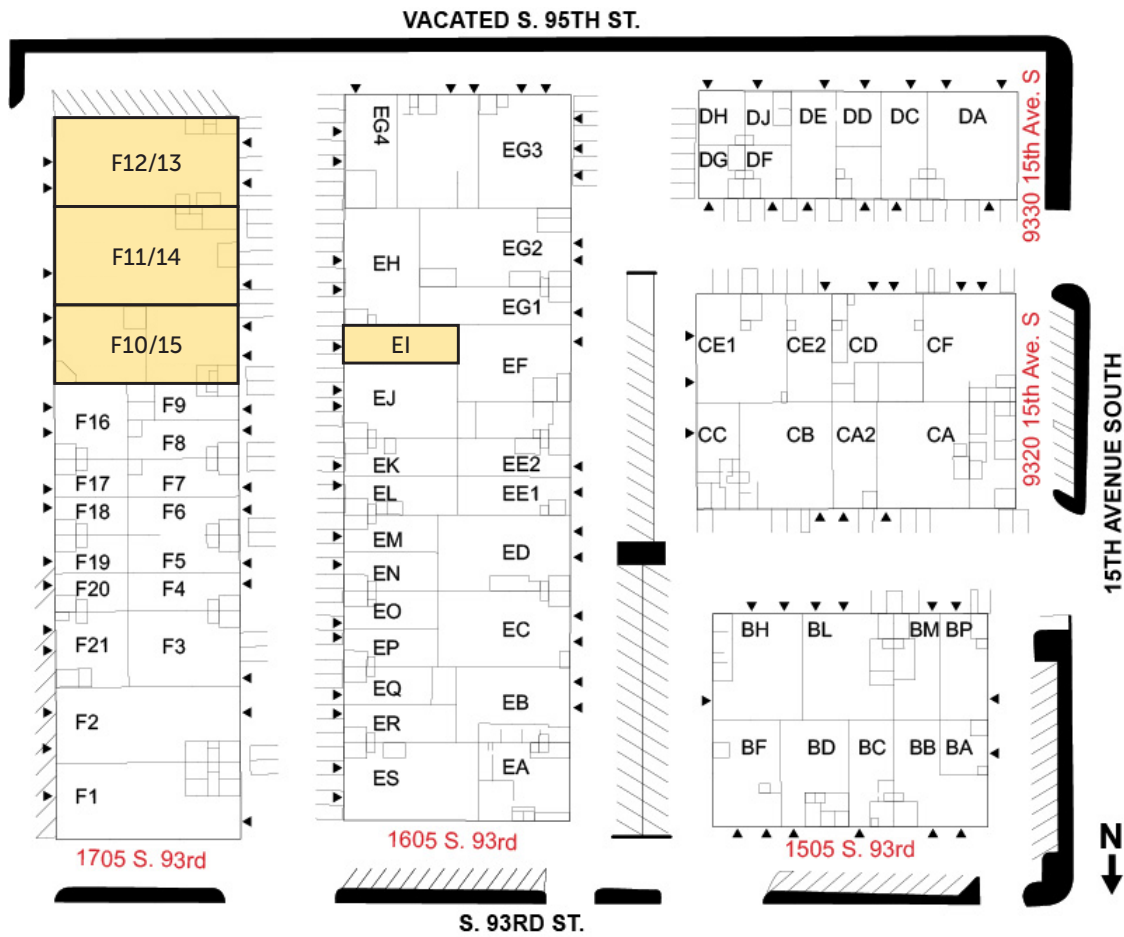 VACATED S. 95TH ST.
F12/13
F11/14
F10/15
F9
F16
F8
F17
F7
F18
F6
F19
F5
F20
F4
F21
F3
F2
F1
1705 S. 93rd
EG4
EG3
EH
EG2
EG1
EI
EF
EJ
EK
EE2
EL
EE1
EM
ED
EN
EO
EC
EP
EQ
EB
ER
ES
EA
1605 S. 93rd
DH
DJ
DE
DD
DC
DA
DG
DF
9330 15th Ave. S
CE1
CE2
CD
CF
CC
CB
CA2
CA
9320 15th Ave. S
BH
BL
BM
BP
BF
BD
BC
BB
BA
1505 S. 93rd
15TH AVENUE SOUTH
N
S. 93RD ST.